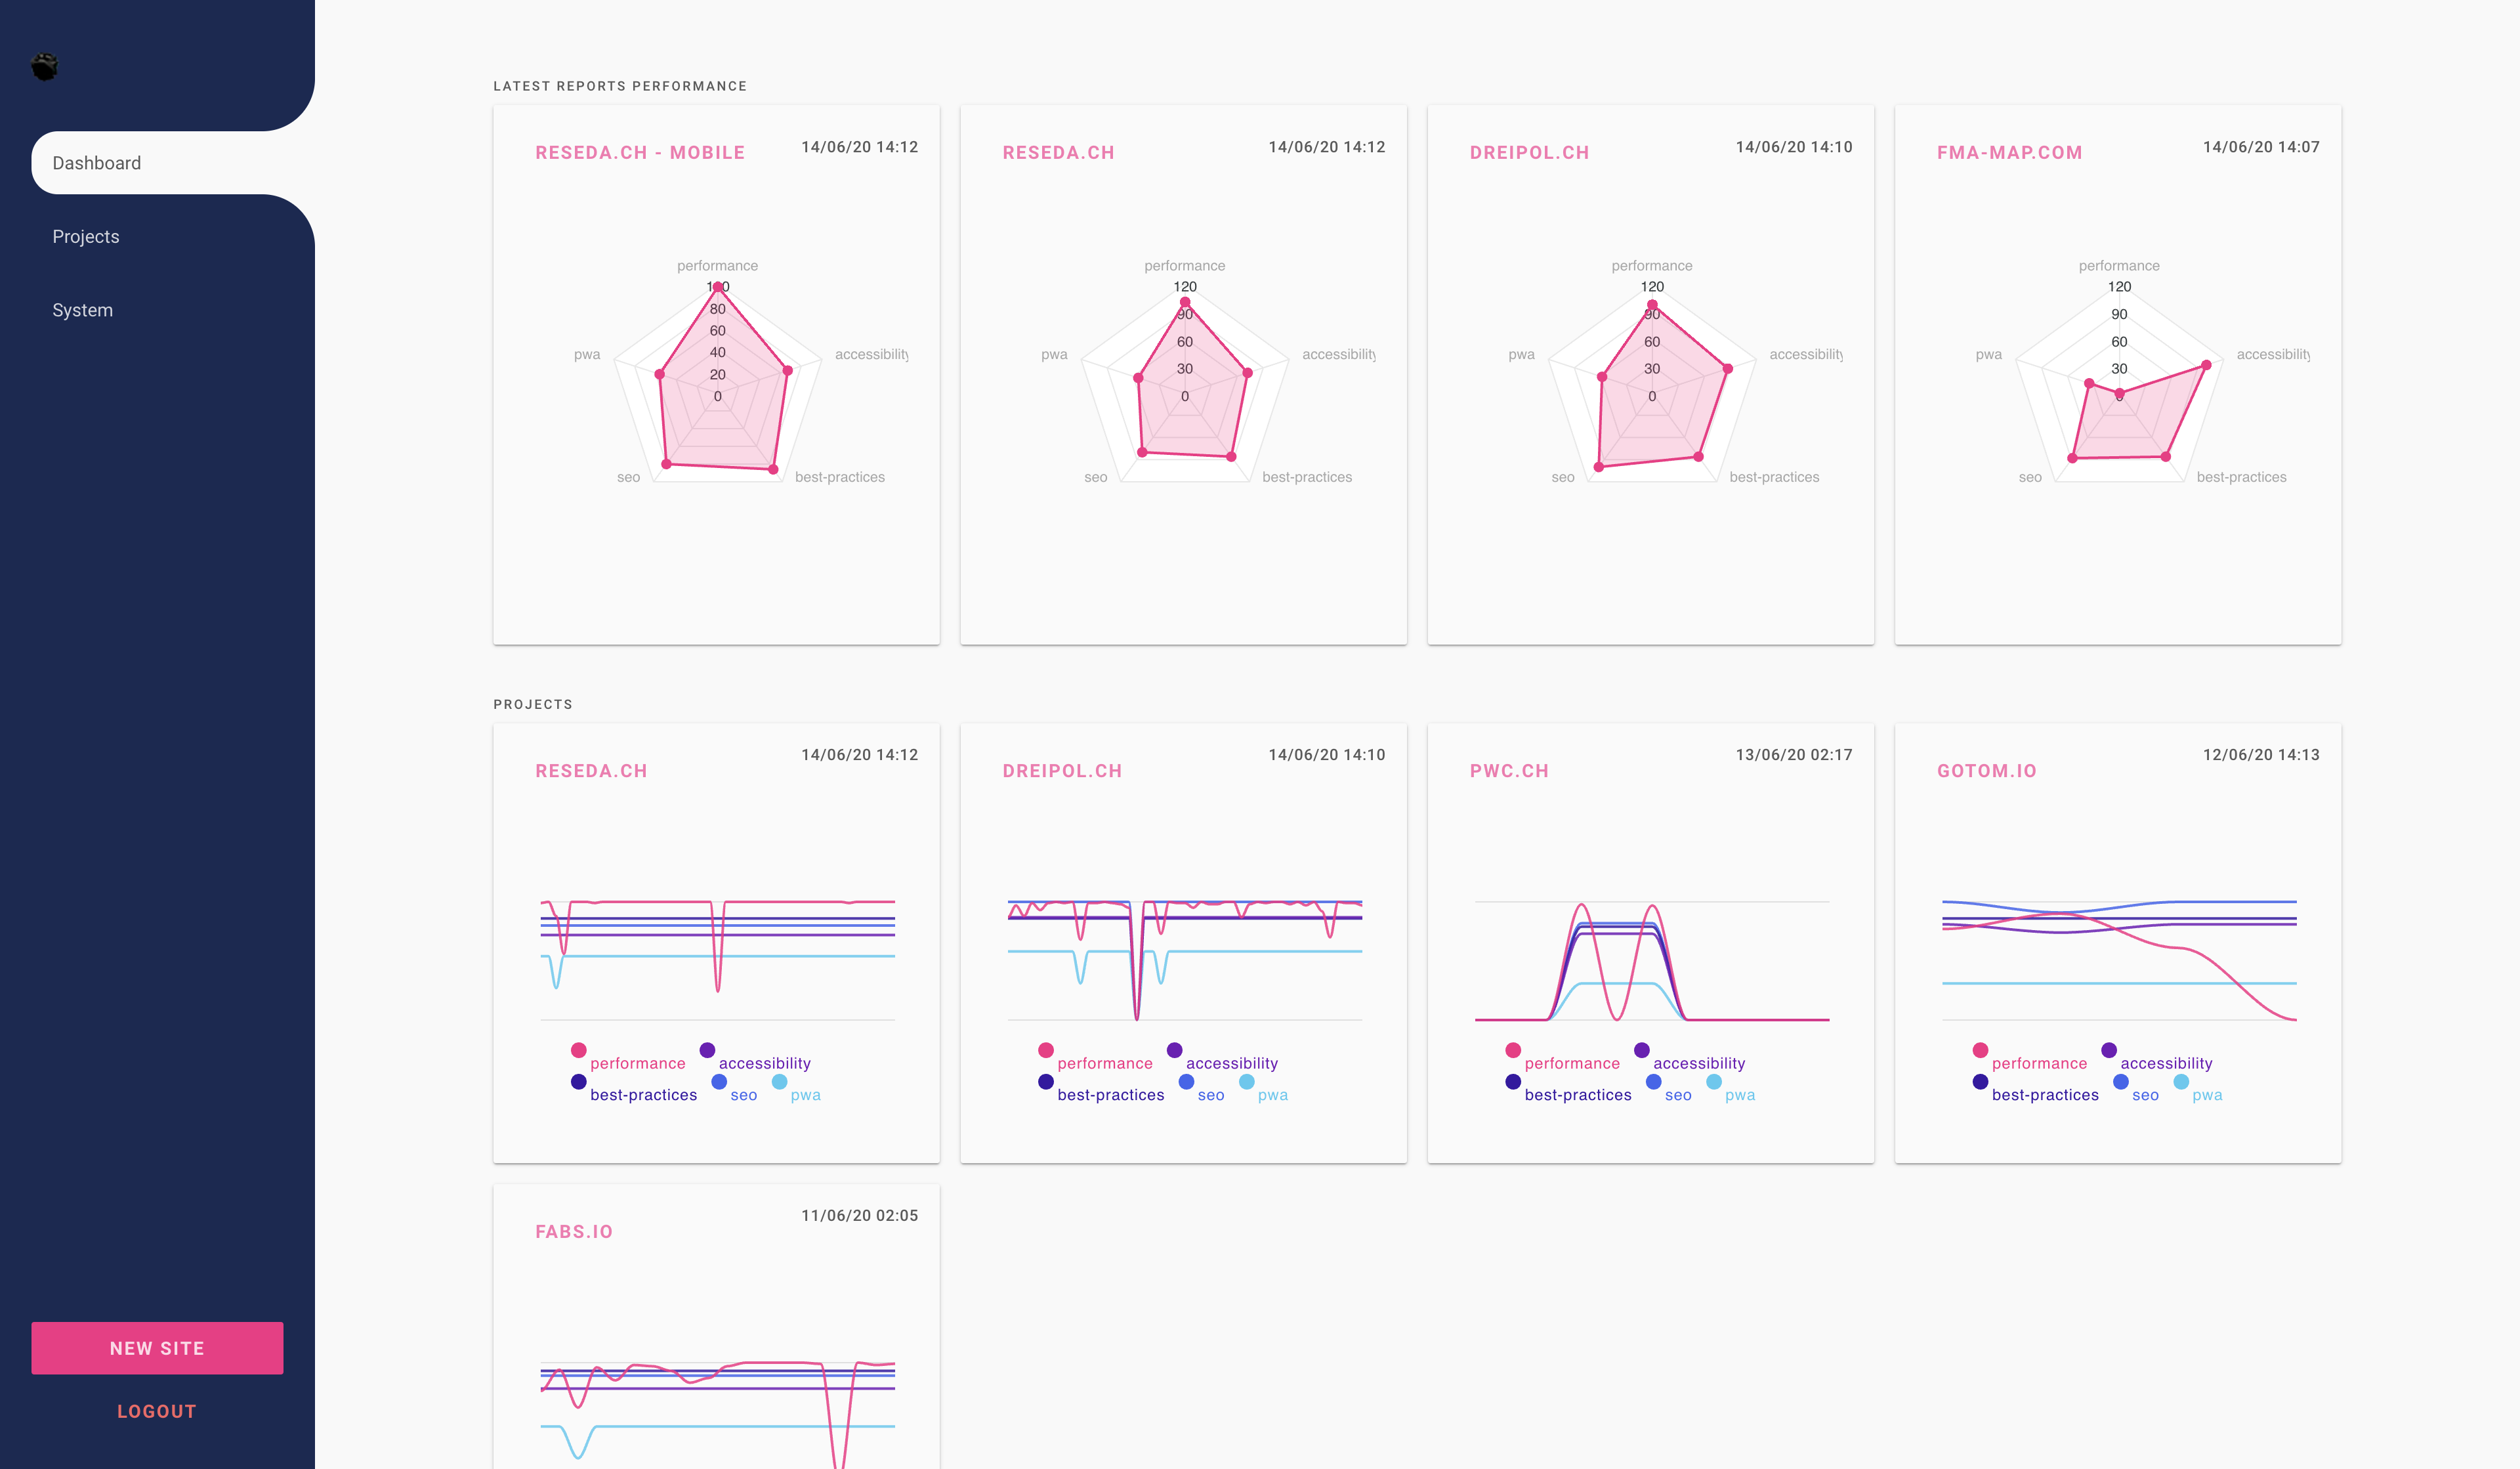 Dashboard
Projects
System
NEW SITE
LOGOUT
LATEST REPORTS PERFORMANCE
RESEDA.CH - MOBILE
14/06/20 14:12
performance
100
80
60
40
20
0
pwa
accessibility
seo
best-practices
RESEDA.CH
14/06/20 14:12
performance
120
90
60
30
0
pwa
accessibility
seo
best-practices
DREIPOL.CH
14/06/20 14:10
performance
120
90
60
30
0
pwa
accessibility
seo
best-practices
FMA-MAP.COM
14/06/20 14:07
performance
120
90
60
30
0
pwa
accessibility
seo
best-practices
PROJECTS
RESEDA.CH
14/06/20 14:12
performance accessibility
best-practices seo pwa
DREIPOL.CH
14/06/20 14:10
performance accessibility
best-practices seo pwa
PWC.CH
13/06/20 02:17
performance accessibility
best-practices seo pwa
GOTOM.IO
12/06/20 14:13
performance accessibility
best-practices seo pwa
FABS.IO
11/06/20 02:05